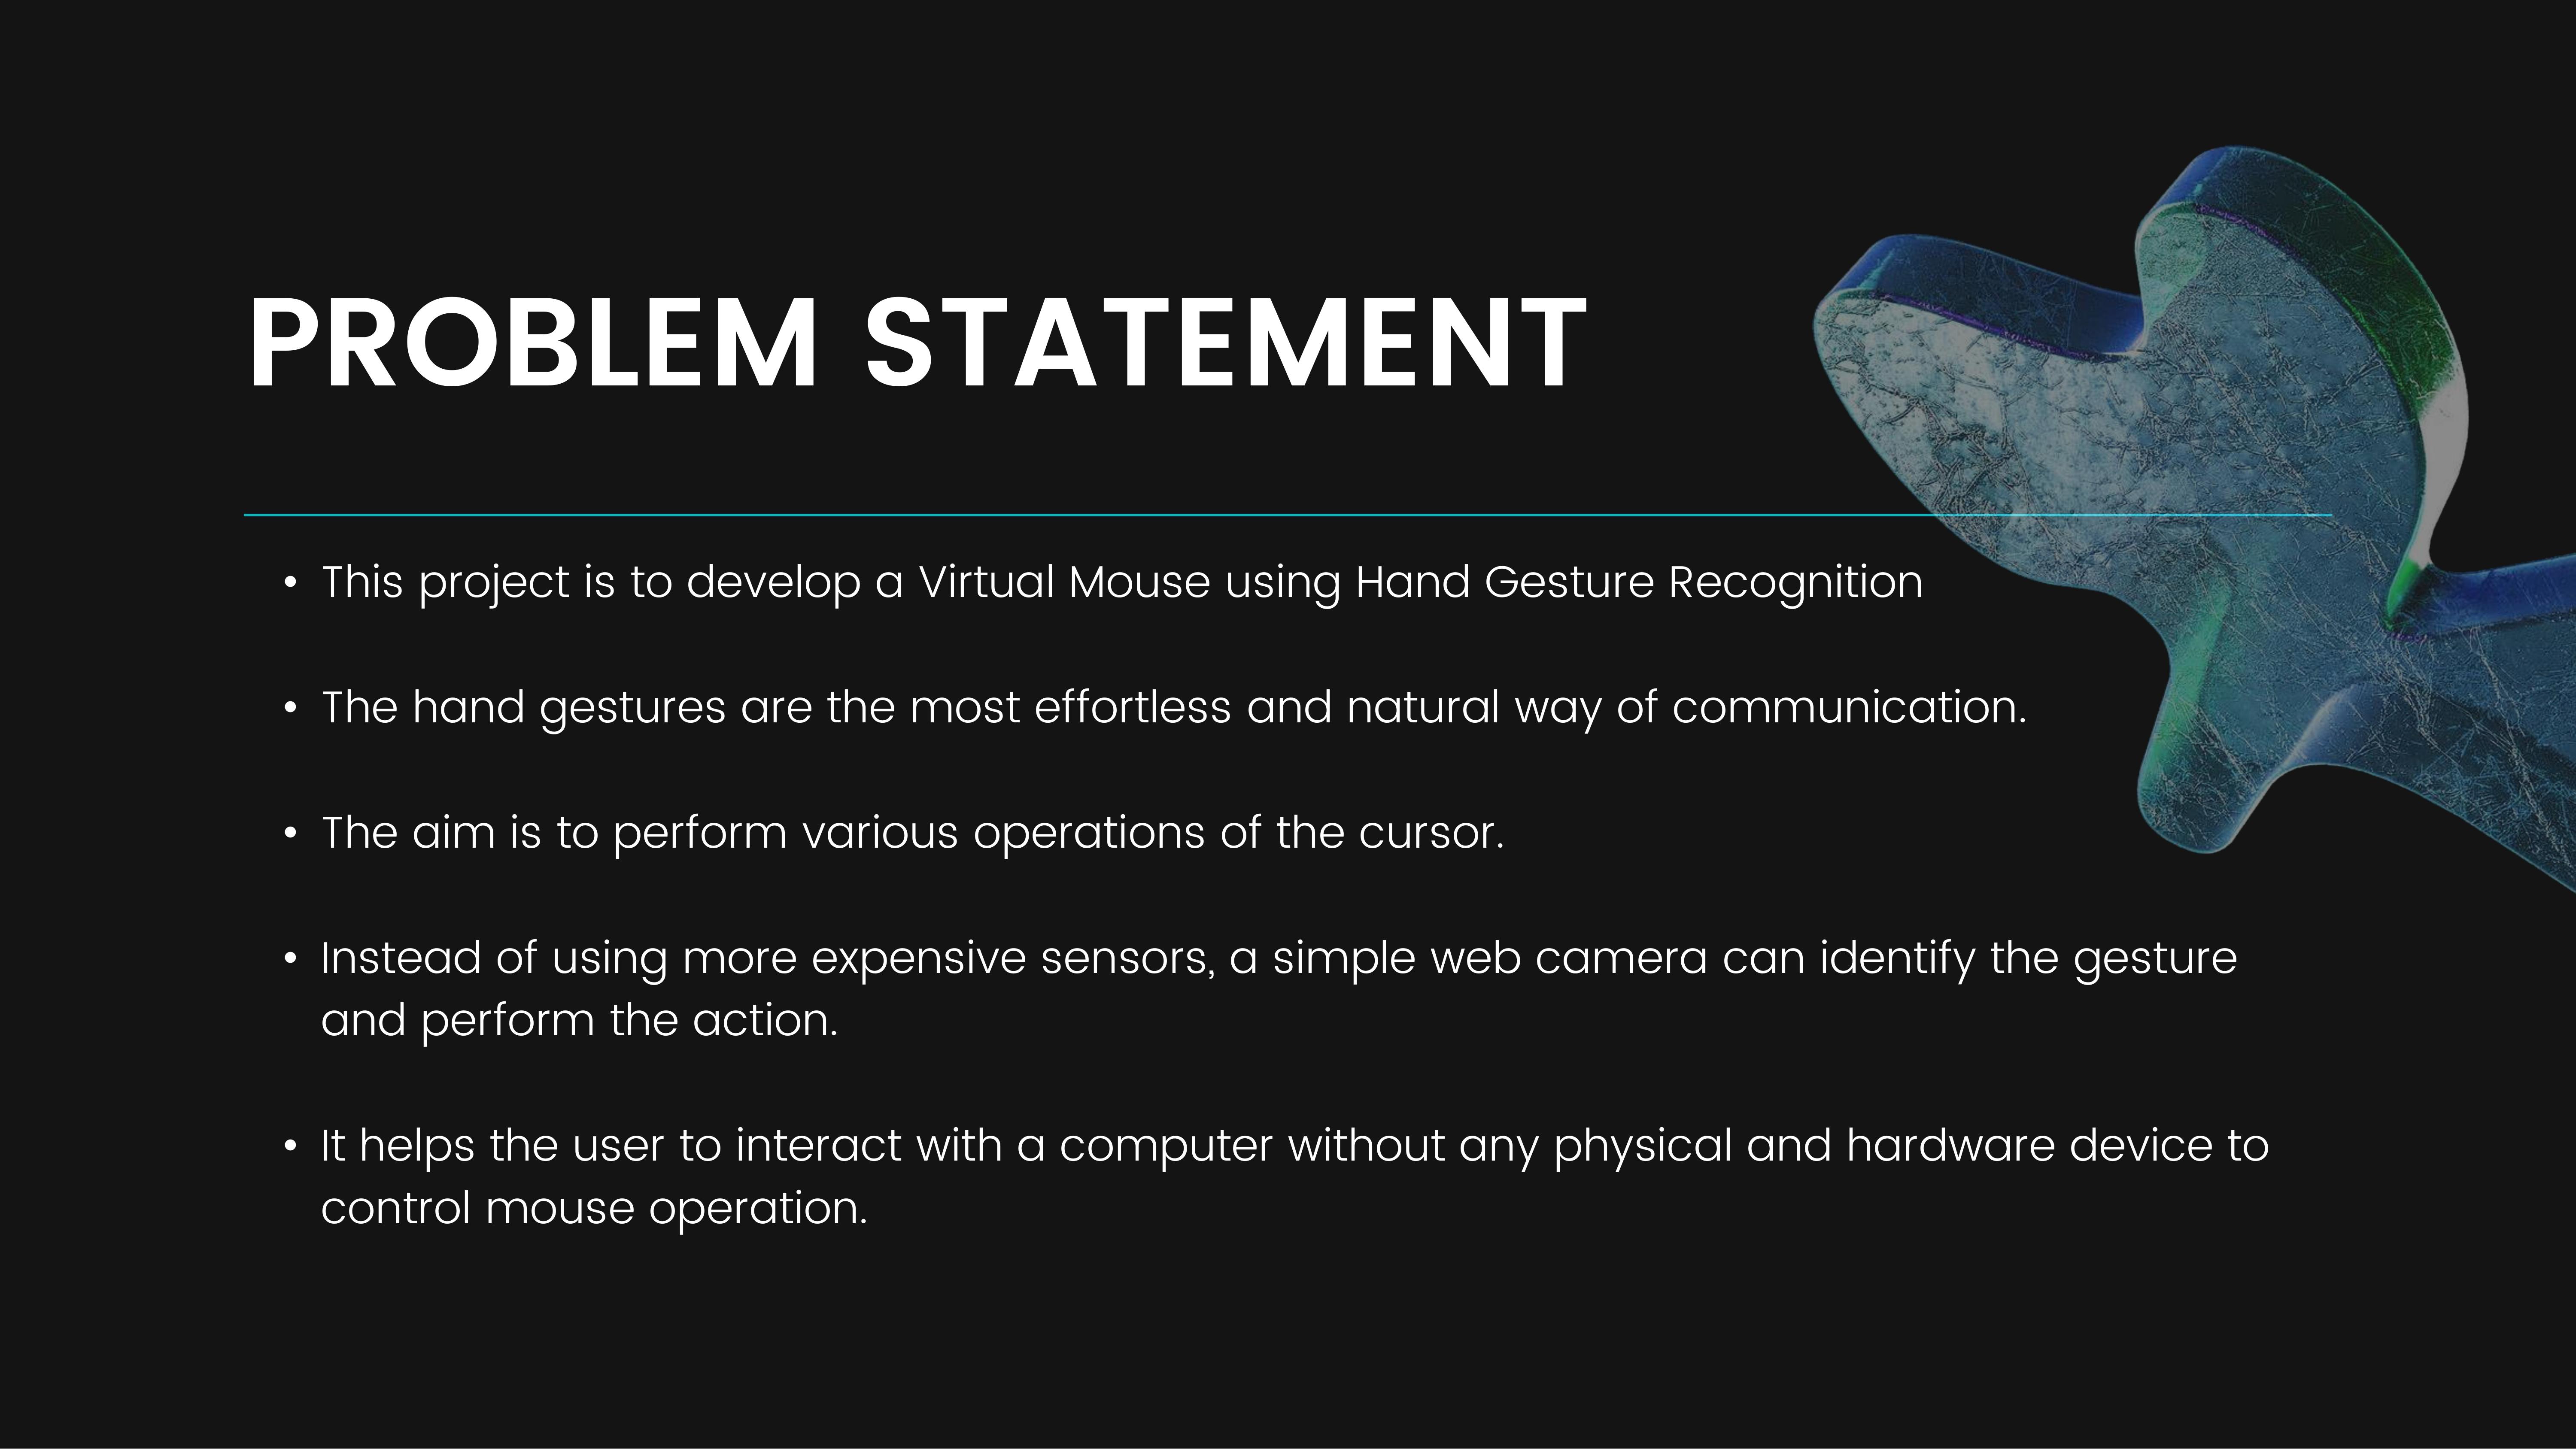 PROBLEM STATEMENT
• This project is to develop a Virtual Mouse using Hand Gesture Recognition
• The hand gestures are the most effortless and natural way of communication.
• The aim is to perform various operations of the cursor.
• Instead of using more expensive sensors, a simple web camera can identify the gesture
and perform the action.
• It helps the user to interact with a computer without any physical and hardware device to
control mouse operation.